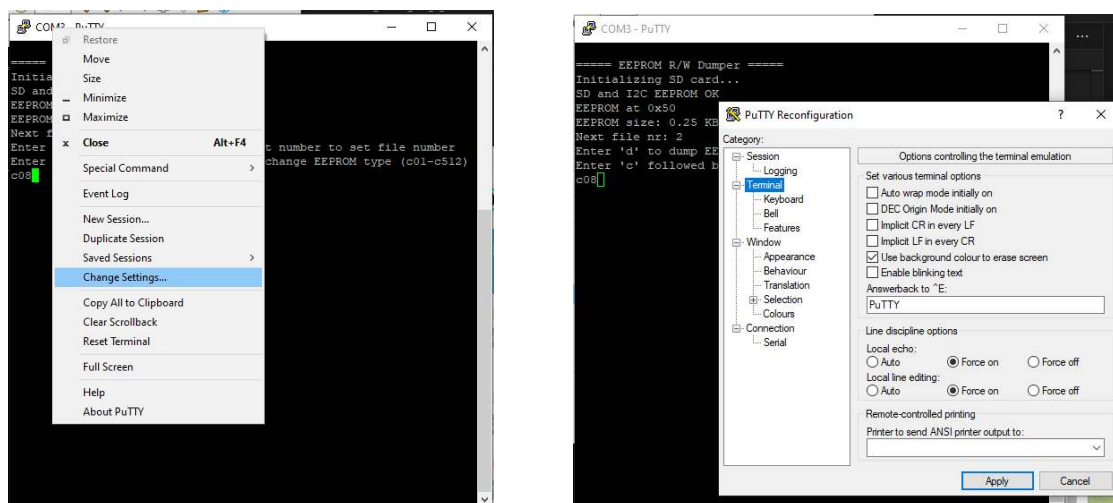 COM3 - PuTTY
=====
Initia
SD and
EEPROM
EEPROM
Next f
Enter t number to set file number
Enter change EEPROM type (c01-c512)
c08
Restore
Move
Size
Minimize
Maximize
Close Alt+F4
Special Command
Event Log
New Session...
Duplicate Session
Saved Sessions
Change Settings...
Copy All to Clipboard
Clear Scrollback
Reset Terminal
Full Screen
Help
About PuTTY
COM3 - PuTTY
===== EEPROM R/W Dumper =====
Initializing SD card...
SD and I2C EEPROM OK
EEPROM at 0x50
EEPROM size: 0.25 KB
Next file nr: 2
Enter 'd' to dump EE
Enter 'c' followed b
c08
PuTTY Reconfiguration
Category:
Session
Logging
Terminal
Keyboard
Bell
Features
Window
Appearance
Behaviour
Translation
Selection
Colours
Connection
Serial
Options controlling the terminal emulation
Set various terminal options
Auto wrap mode initially on
DEC Origin Mode initially on
Implicit CR in every LF
Implicit LF in every CR
Use background colour to erase screen
Enable blinking text
Answerback to ^E:
PuTTY
Line discipline options
Local echo:
Auto Force on Force off
Local line editing:
Auto Force on Force off
Remote-controlled printing
Printer to send ANSI printer output to:
Apply Cancel